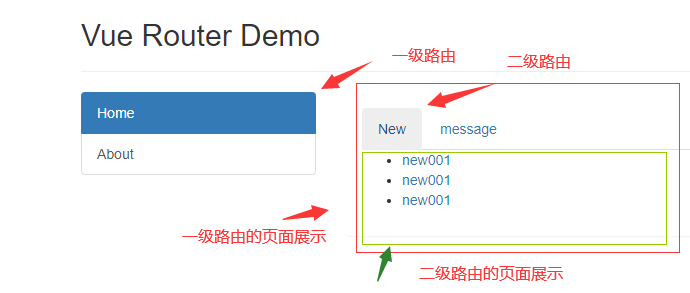 Vue Router Demo
一级路由
二级路由
Home
New
message
About
new001
new001
new001
一级路由的页面展示
二级路由的页面展示